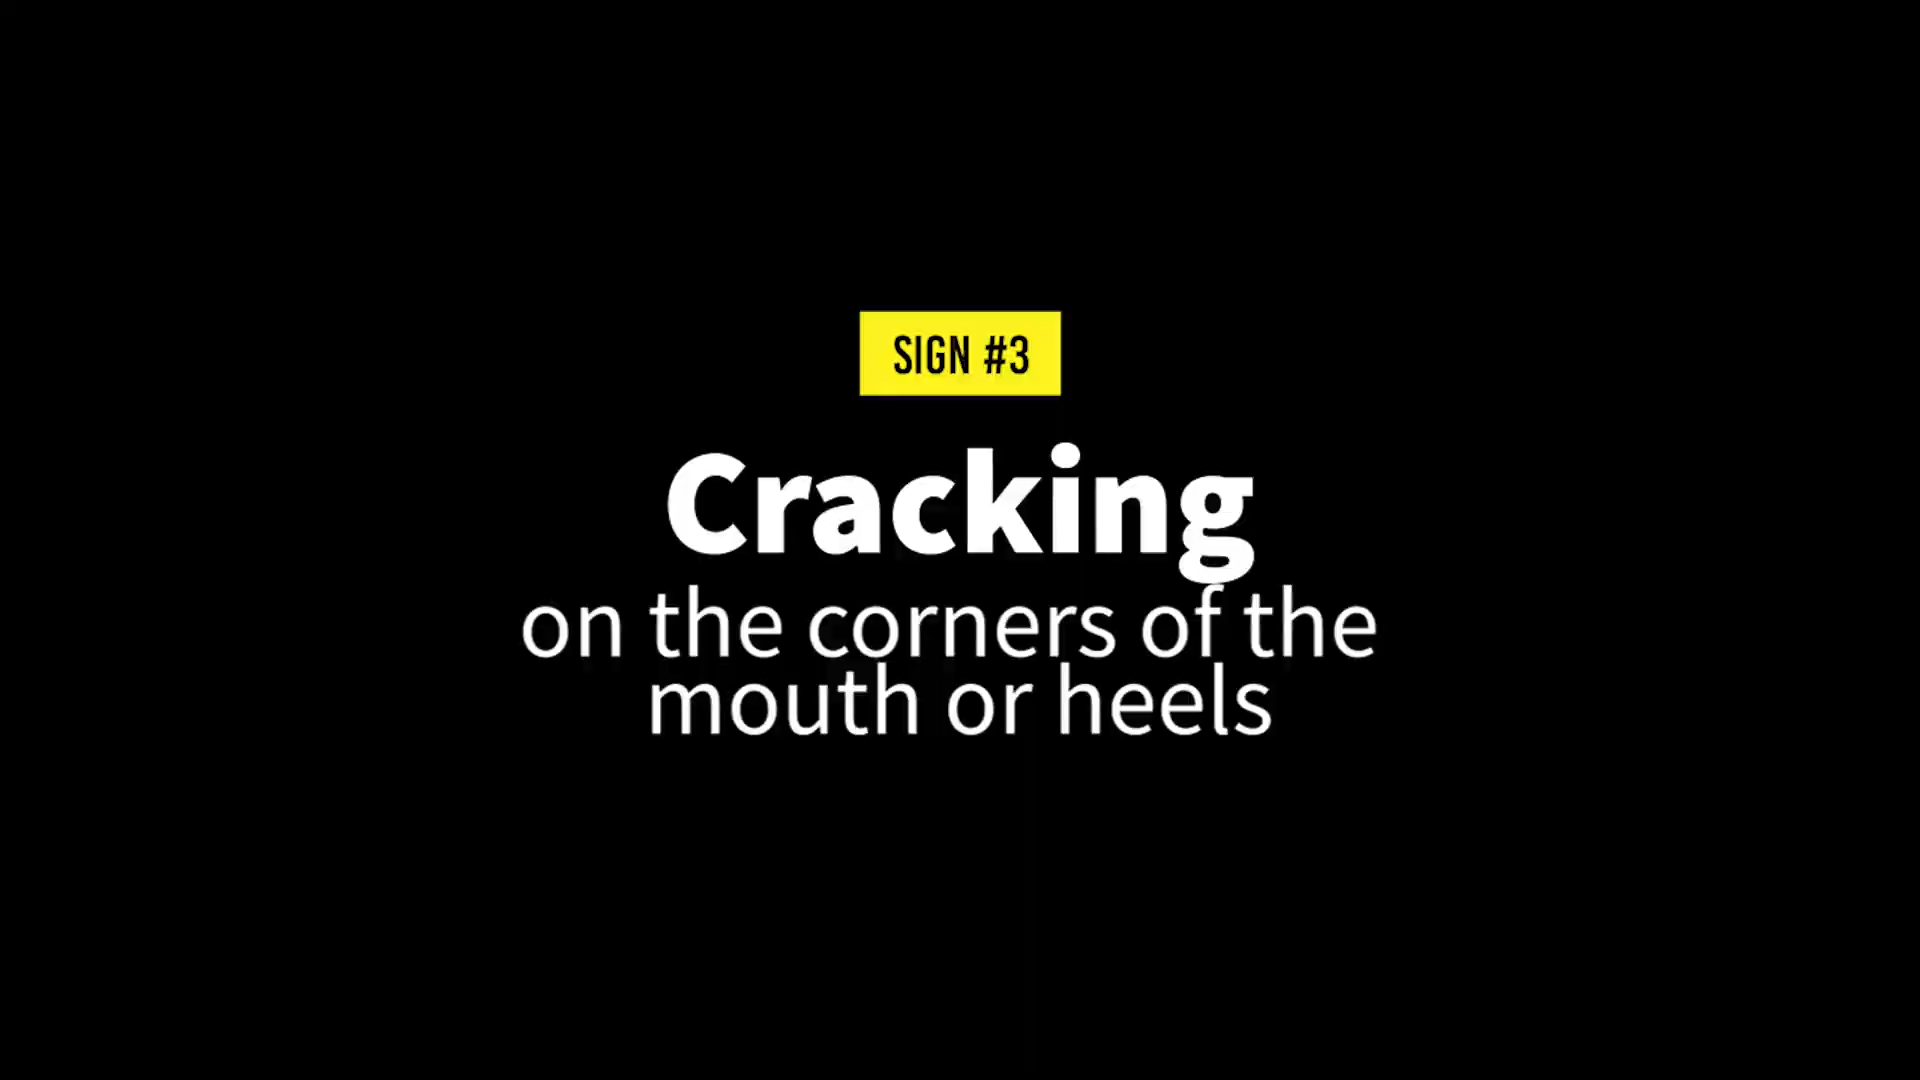 SIGN #3
Cracking
on the corners of the
mouth or heels